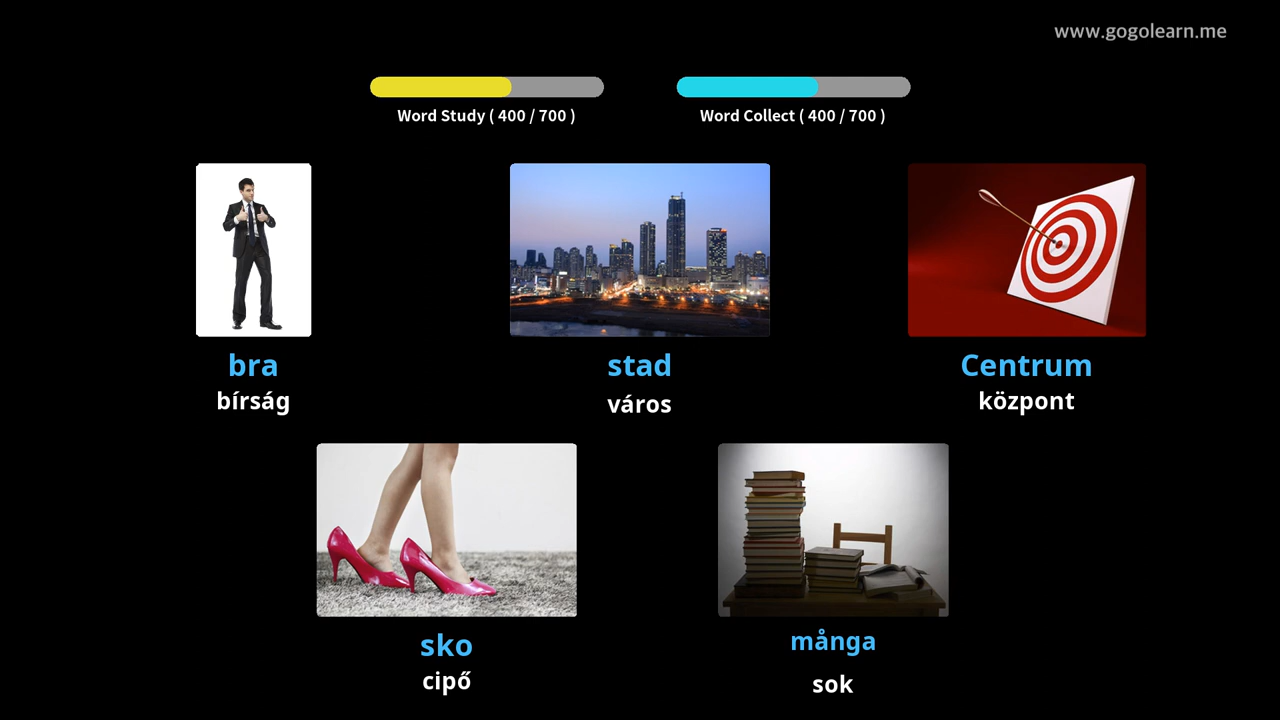 www.gogolearn.me
Word Study ( 400 / 700 )
Word Collect ( 400 / 700 )
bra
bírság
stad
város
Centrum
központ
sko
cipő
många
sok